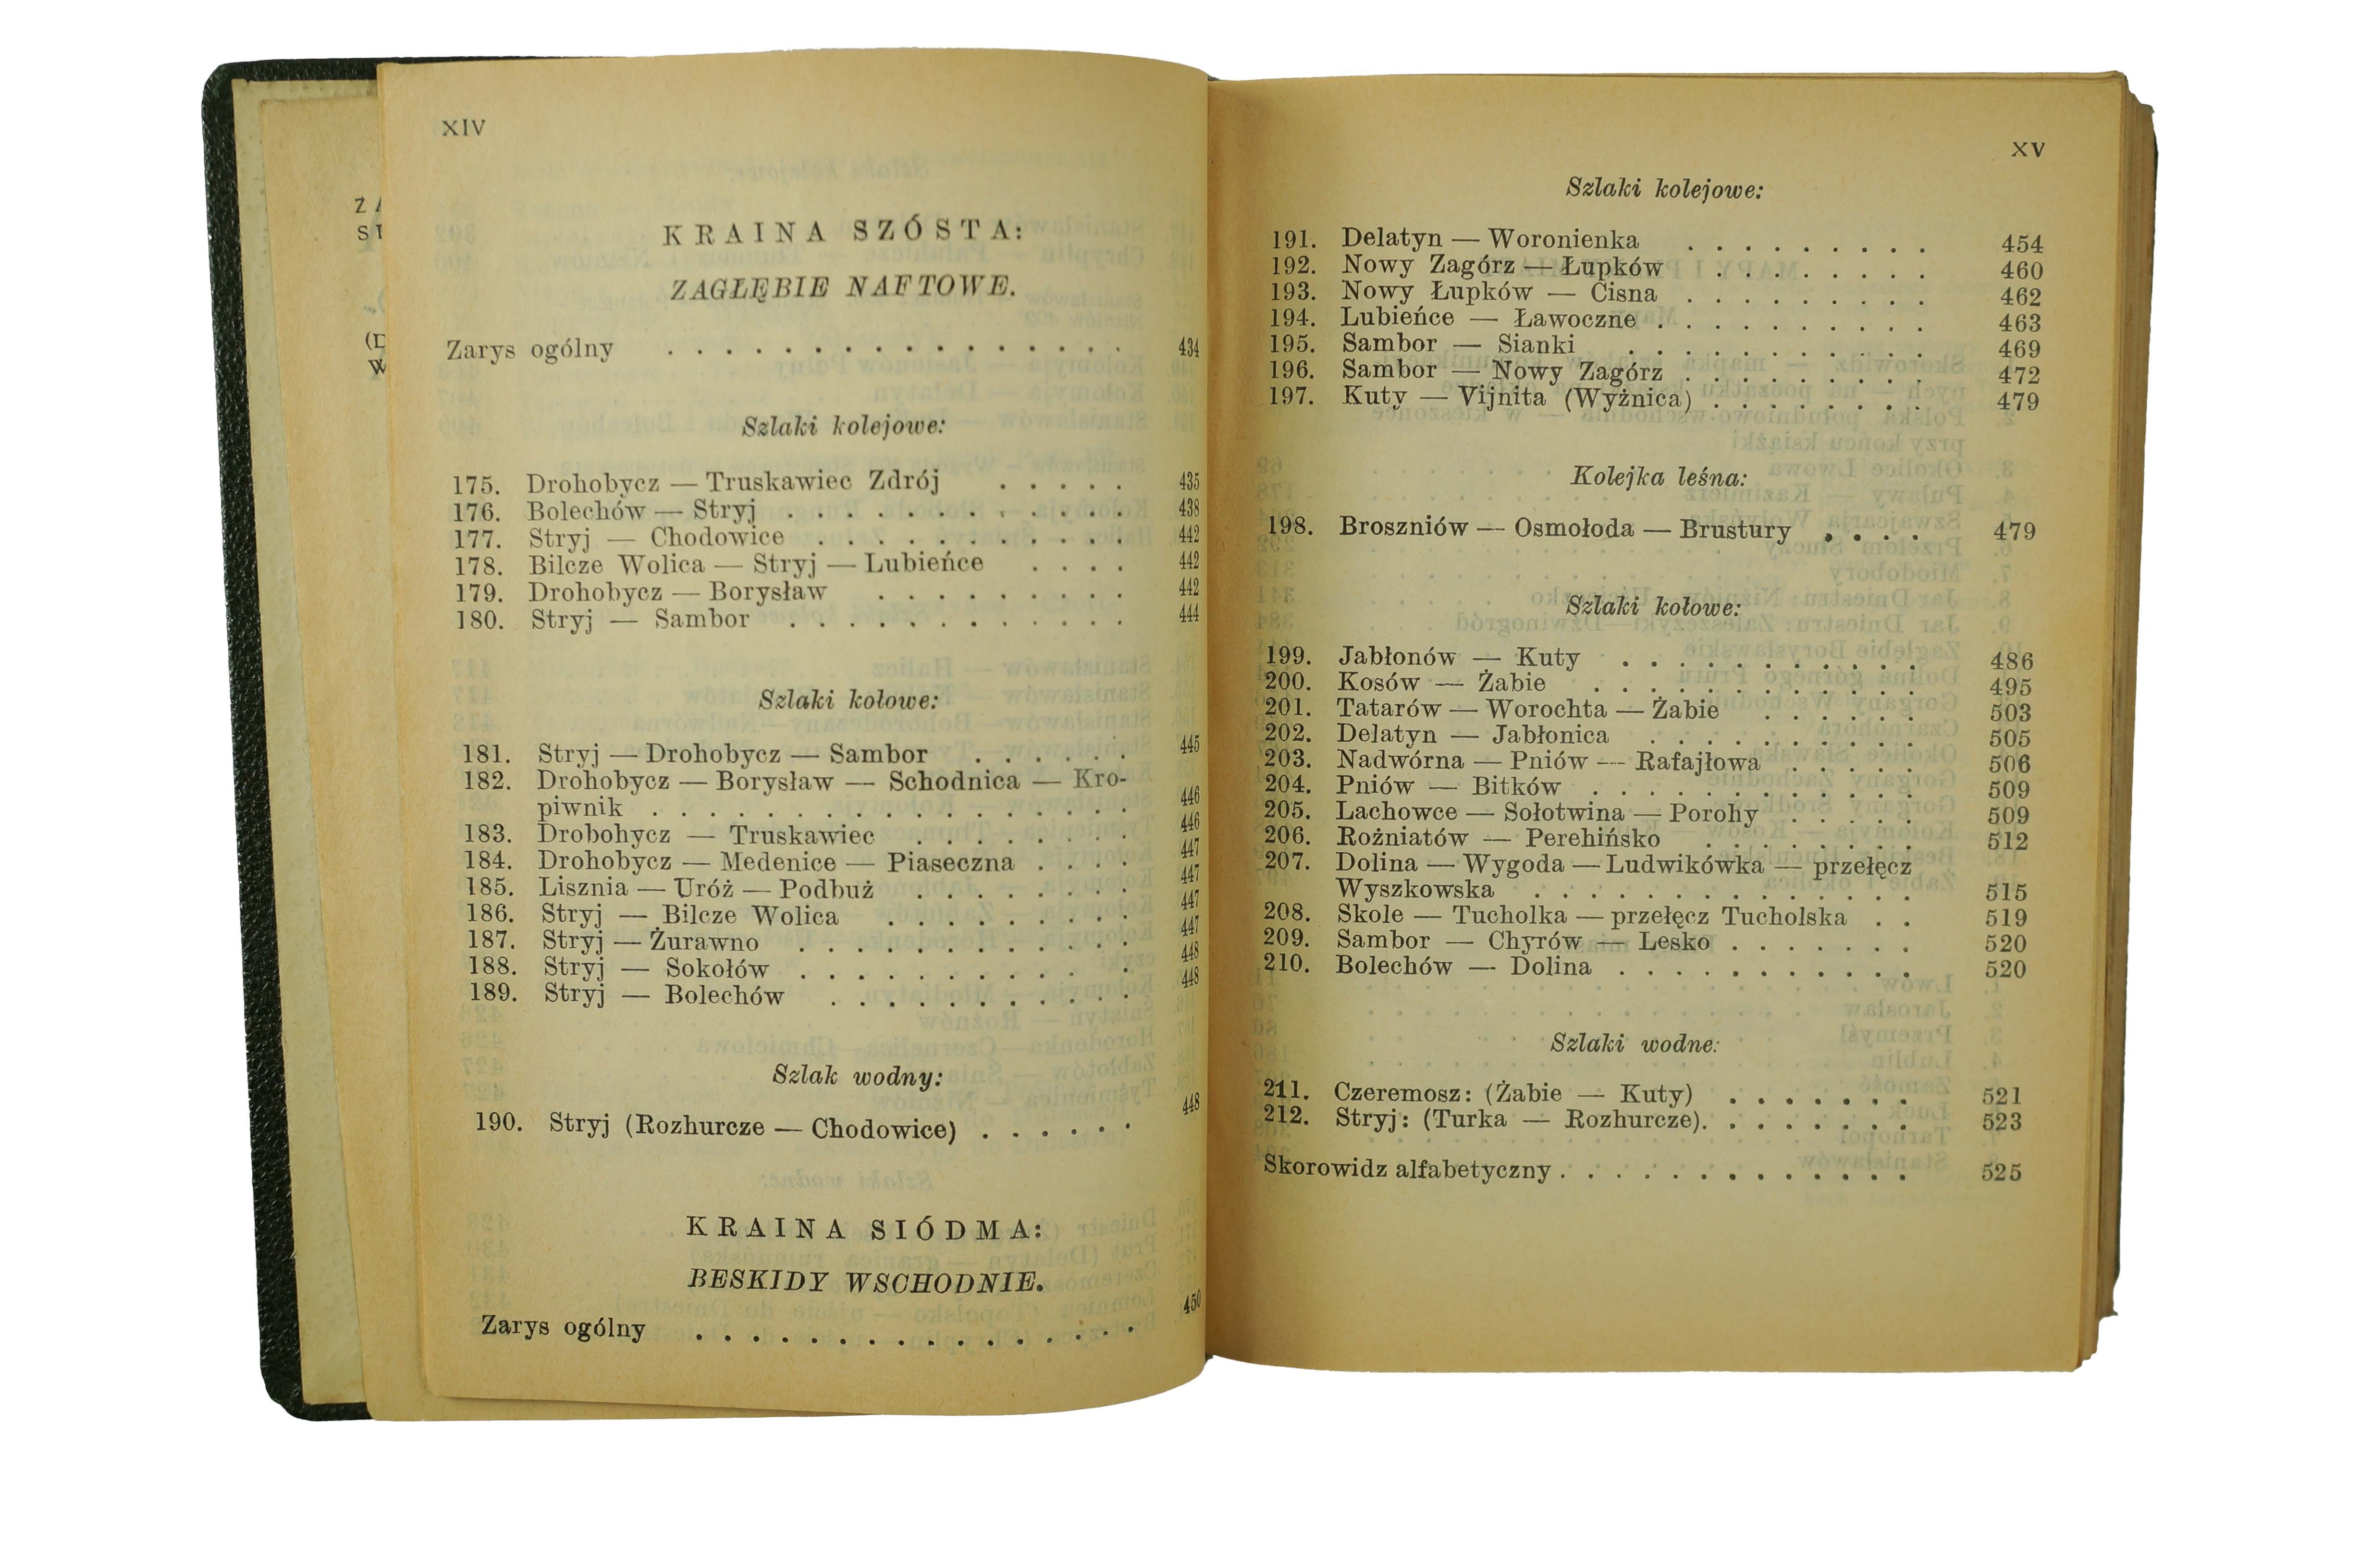 XIV
KRAINA SZÓSTA:
ZAGŁĘBIE NAFTOWE.
Zarys ogólny . . . . . . . . . . . . . . . . 434
Szlaki kolejowe:
175. Drohobycz — Truskawiec Zdrój . . . . . 435
176. Bolechów — Stryj . . . . . . . . . . . . 438
177. Stryj — Chodowice . . . . . . . . . . . 442
178. Bilcze Wolica — Stryj — Lubieńce . . . . 442
179. Drohobycz — Borysław . . . . . . . . . 442
180. Stryj — Sambor . . . . . . . . . . . . 444
Szlaki kołowe:
181. Stryj — Drohobycz — Sambor . . . . . . 445
182. Drohobycz — Borysław — Schodnica — Kro-
piwnik . . . . . . . . . . . . . . . . . 446
183. Drobohycz — Truskawiec . . . . . . . . 446
184. Drohobycz — Medenice — Piaseczna . . . . 447
185. Lisznia — Uróż — Podbuż . . . . . . . . 447
186. Stryj — Bilcze Wolica . . . . . . . . . 447
187. Stryj — Żurawno . . . . . . . . . . . . 447
188. Stryj — Sokołów . . . . . . . . . . . . 448
189. Stryj — Bolechów . . . . . . . . . . . 448
Szlak wodny:
190. Stryj (Rozhurcze — Chodowice) . . . . . . 448
KRAINA SIÓDMA:
BESKIDY WSCHODNIE.
Zarys ogólny . . . . . . . . . . . . . . . . 450
XV
Szlaki kolejowe:
191. Delatyn — Woronienka . . . . . . . . . 454
192. Nowy Zagórz — Łupków . . . . . . . . 460
193. Nowy Łupków — Cisna . . . . . . . . . 462
194. Lubieńce — Ławoczne . . . . . . . . . . 463
195. Sambor — Sianki . . . . . . . . . . . 469
196. Sambor — Nowy Zagórz . . . . . . . . . 472
197. Kuty — Vijnita (Wyżnica) . . . . . . . . 479
Kolejka leśna:
198. Broszniów — Osmołoda — Brustury . . . . 479
Szlaki kołowe:
199. Jabłonów — Kuty . . . . . . . . . . . 486
200. Kosów — Żabie . . . . . . . . . . . . 495
201. Tatarów — Worochta — Żabie . . . . . . 503
202. Delatyn — Jabłonica . . . . . . . . . . 505
203. Nadwórna — Pniów — Rafajłowa . . . . . 506
204. Pniów — Bitków . . . . . . . . . . . . 509
205. Lachowce — Sołotwina — Porohy . . . . . 509
206. Rożniatów — Perehińsko . . . . . . . . 512
207. Dolina — Wygoda — Ludwikówka — przełęcz
Wyszkowska . . . . . . . . . . . . . . 515
208. Skole — Tucholka — przełęcz Tucholska . . 519
209. Sambor — Chyrów — Lesko . . . . . . . 520
210. Bolechów — Dolina . . . . . . . . . . . 520
Szlaki wodne:
211. Czeremosz: (Żabie — Kuty) . . . . . . . 521
212. Stryj: (Turka — Rozhurcze). . . . . . . . 523
Skorowidz alfabetyczny . . . . . . . . . . . . . 525